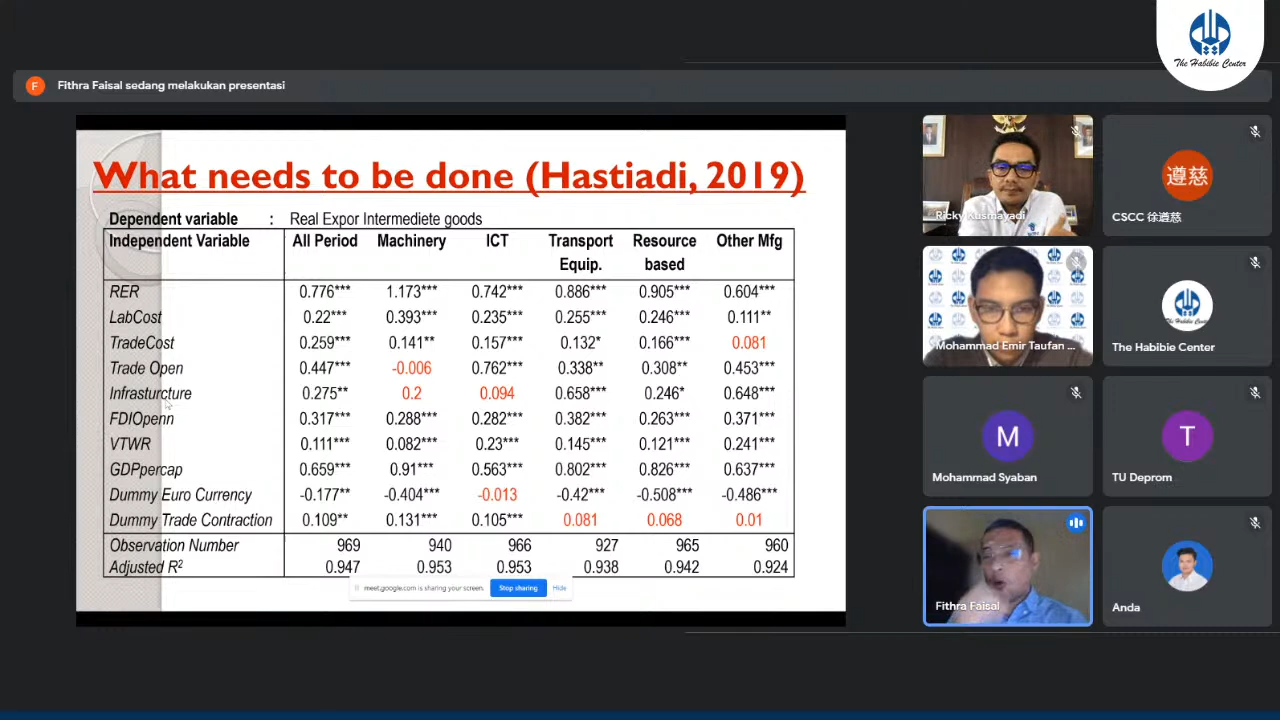 The Habibie Center
F
Fithra Faisal sedang melakukan presentasi
What needs to be done (Hastiadi, 2019)
Dependent variable : Real Expor Intermediete goods
Independent Variable All Period Machinery ICT Transport Equip. Resource based Other Mfg
RER 0.776*** 1.173*** 0.742*** 0.886*** 0.905*** 0.604***
LabCost 0.22*** 0.393*** 0.235*** 0.255*** 0.246*** 0.111**
TradeCost 0.259*** 0.141** 0.157*** 0.132* 0.166*** 0.081
Trade Open 0.447*** -0.006 0.762*** 0.338** 0.308** 0.453***
Infrasturcture 0.275** 0.2 0.094 0.658*** 0.246* 0.648***
FDIOpenn 0.317*** 0.288*** 0.282*** 0.382*** 0.263*** 0.371***
VTWR 0.111*** 0.082*** 0.23*** 0.145*** 0.121*** 0.241***
GDPpercap 0.659*** 0.91*** 0.563*** 0.802*** 0.826*** 0.637***
Dummy Euro Currency -0.177** -0.404*** -0.013 -0.42*** -0.508*** -0.486***
Dummy Trade Contraction 0.109** 0.131*** 0.105*** 0.081 0.068 0.01
Observation Number 969 940 966 927 965 960
Adjusted R² 0.947 0.953 0.953 0.938 0.942 0.924
meet.google.com is sharing your screen. Stop sharing Hide
Ricky Kusmayadi
遵慈
CSCC 徐遵慈
Mohammad Emir Taufan ...
The Habibie Center
M
Mohammad Syaban
T
TU Deprom
Fithra Faisal
Anda